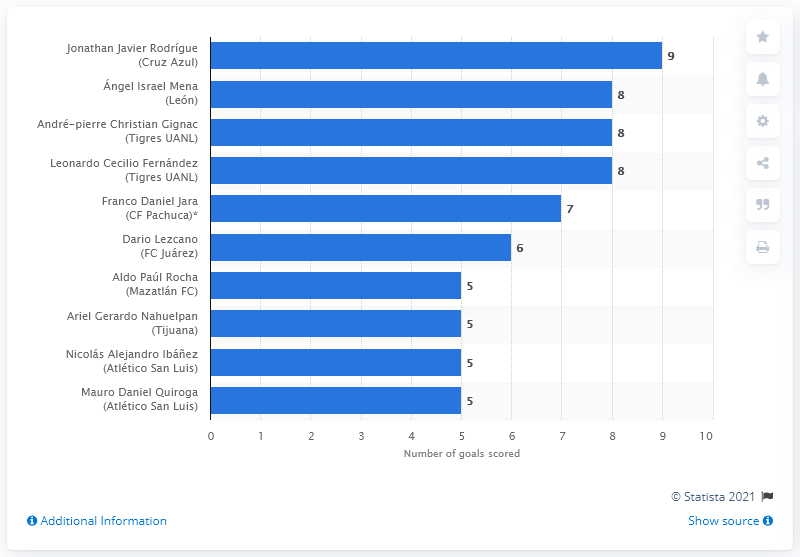 Jonathan Javier Rodrígue
(Cruz Azul)
9
Ángel Israel Mena
(León)
8
André-pierre Christian Gignac
(Tigres UANL)
8
Leonardo Cecilio Fernández
(Tigres UANL)
8
Franco Daniel Jara
(CF Pachuca)*
7
Dario Lezcano
(FC Juárez)
6
Aldo Paúl Rocha
(Mazatlán FC)
5
Ariel Gerardo Nahuelpan
(Tijuana)
5
Nicolás Alejandro Ibáñez
(Atlético San Luis)
5
Mauro Daniel Quiroga
(Atlético San Luis)
5
0 1 2 3 4 5 6 7 8 9 10
Number of goals scored
© Statista 2021
Additional Information
Show source